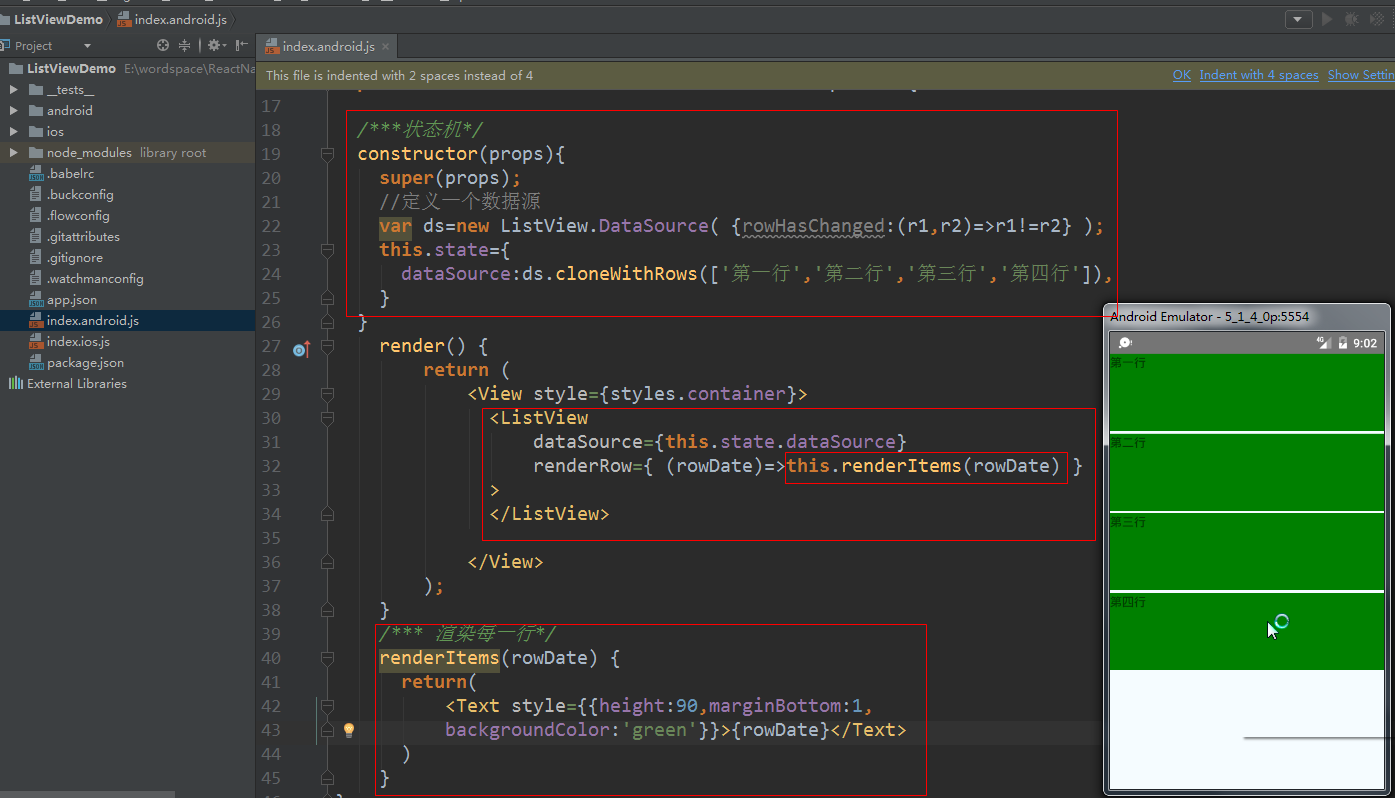 ListViewDemo index.android.js
Project
index.android.js
ListViewDemo E:\wordspace\ReactNa
__tests__
android
ios
node_modules library root
.babelrc
.buckconfig
.flowconfig
.gitattributes
.gitignore
.watchmanconfig
app.json
index.android.js
index.ios.js
package.json
External Libraries
This file is indented with 2 spaces instead of 4
OK Indent with 4 spaces Show Settin
17
18 /***状态机*/
19 constructor(props){
20 super(props);
21 //定义一个数据源
22 var ds=new ListView.DataSource( {rowHasChanged:(r1,r2)=>r1!=r2} );
23 this.state={
24 dataSource:ds.cloneWithRows(['第一行','第二行','第三行','第四行']),
25 }
26 }
27 render() {
28 return (
29 <View style={styles.container}>
30 <ListView
31 dataSource={this.state.dataSource}
32 renderRow={ (rowDate)=>this.renderItems(rowDate) }
33 >
34 </ListView>
35
36 </View>
37 );
38 }
39 /*** 渲染每一行*/
40 renderItems(rowDate) {
41 return(
42 <Text style={{height:90,marginBottom:1,
43 backgroundColor:'green'}}>{rowDate}</Text>
44 )
45 }
Android Emulator - 5_1_4_0p:5554
4G 9:02
第一行
第二行
第三行
第四行